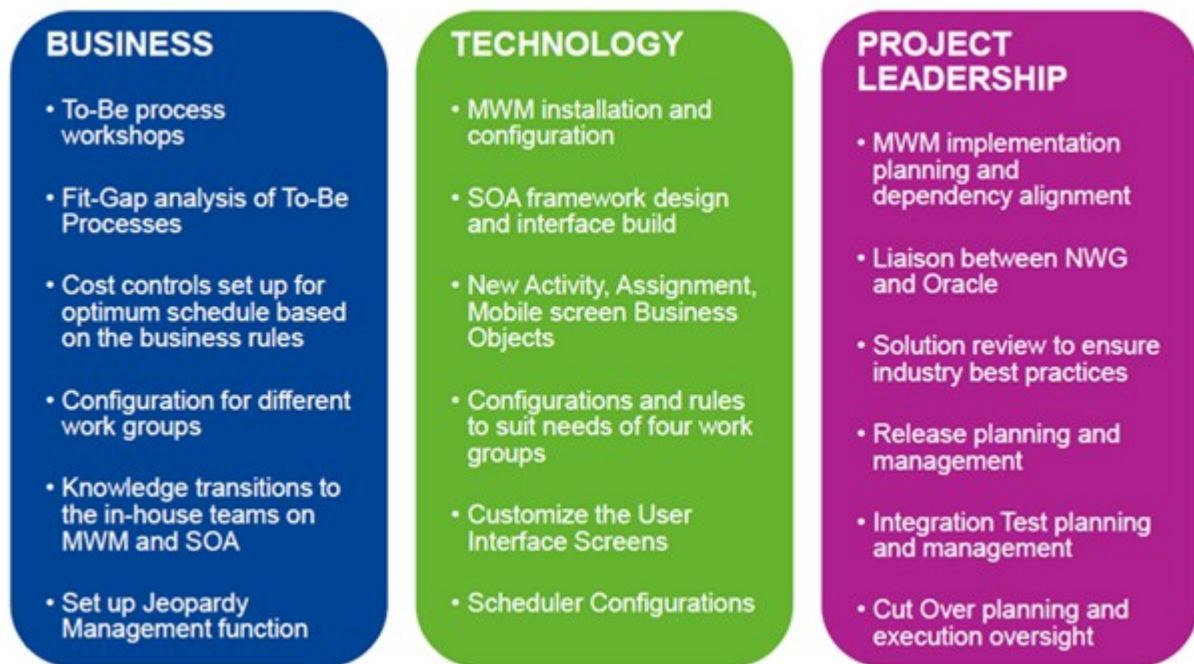 BUSINESS
• To-Be process
workshops
• Fit-Gap analysis of To-Be
Processes
• Cost controls set up for
optimum schedule based
on the business rules
• Configuration for different
work groups
• Knowledge transitions to
the in-house teams on
MWM and SOA
• Set up Jeopardy
Management function
TECHNOLOGY
• MWM installation and
configuration
• SOA framework design
and interface build
• New Activity, Assignment,
Mobile screen Business
Objects
• Configurations and rules
to suit needs of four work
groups
• Customize the User
Interface Screens
• Scheduler Configurations
PROJECT
LEADERSHIP
• MWM implementation
planning and
dependency alignment
• Liaison between NWG
and Oracle
• Solution review to ensure
industry best practices
• Release planning and
management
• Integration Test planning
and management
• Cut Over planning and
execution oversight